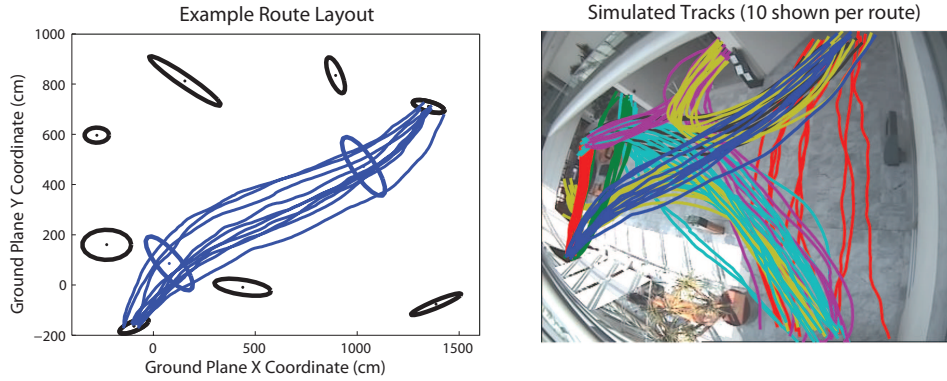 Example Route Layout
1000
800
600
400
200
0
−200
0
500
1000
1500
Ground Plane Y Coordinate (cm)
Ground Plane X Coordinate (cm)
Simulated Tracks (10 shown per route)